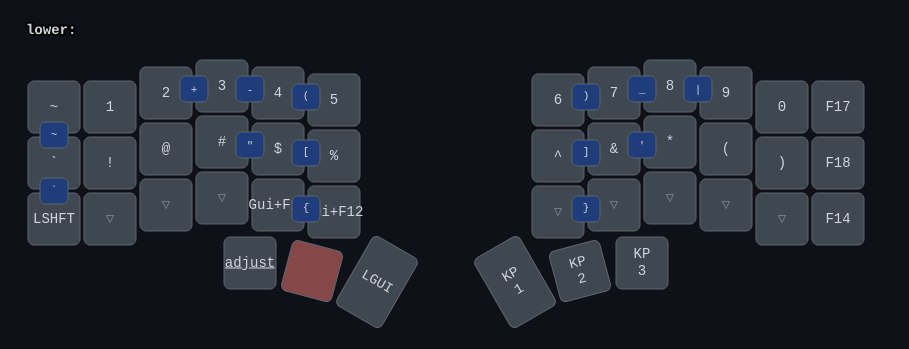 lower:
~ 1 2 + 3 - 4 ( 5 6 ) 7 _ 8 | 9 0 F17
~ "
` ! @ # $ [ % ^ ] & ' * ( ) F18
` {
LSHFT ▽ ▽ ▽ Gui+F i+F12 ▽ } ▽ ▽ ▽ ▽ F14
adjust LGUI KP 1 KP 2 KP 3